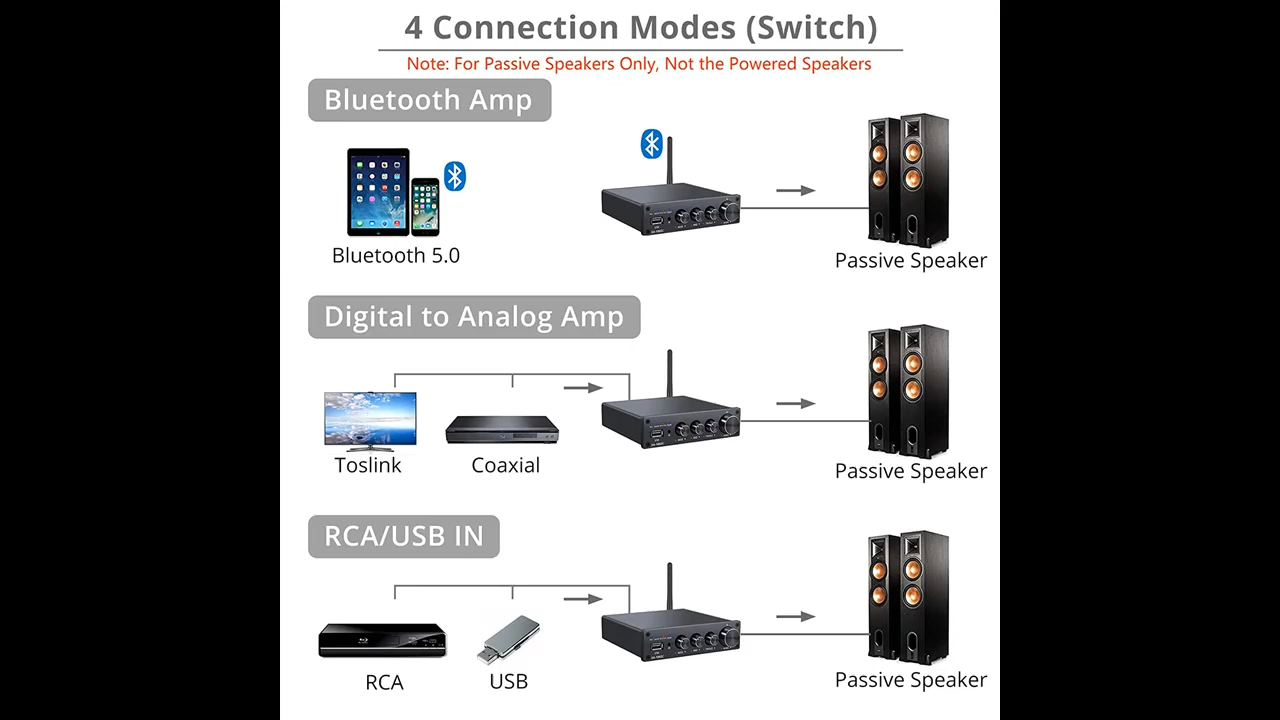 4 Connection Modes (Switch)
Note: For Passive Speakers Only, Not the Powered Speakers
Bluetooth Amp
Bluetooth 5.0
Passive Speaker
Digital to Analog Amp
Toslink
Coaxial
Passive Speaker
RCA/USB IN
RCA
USB
Passive Speaker